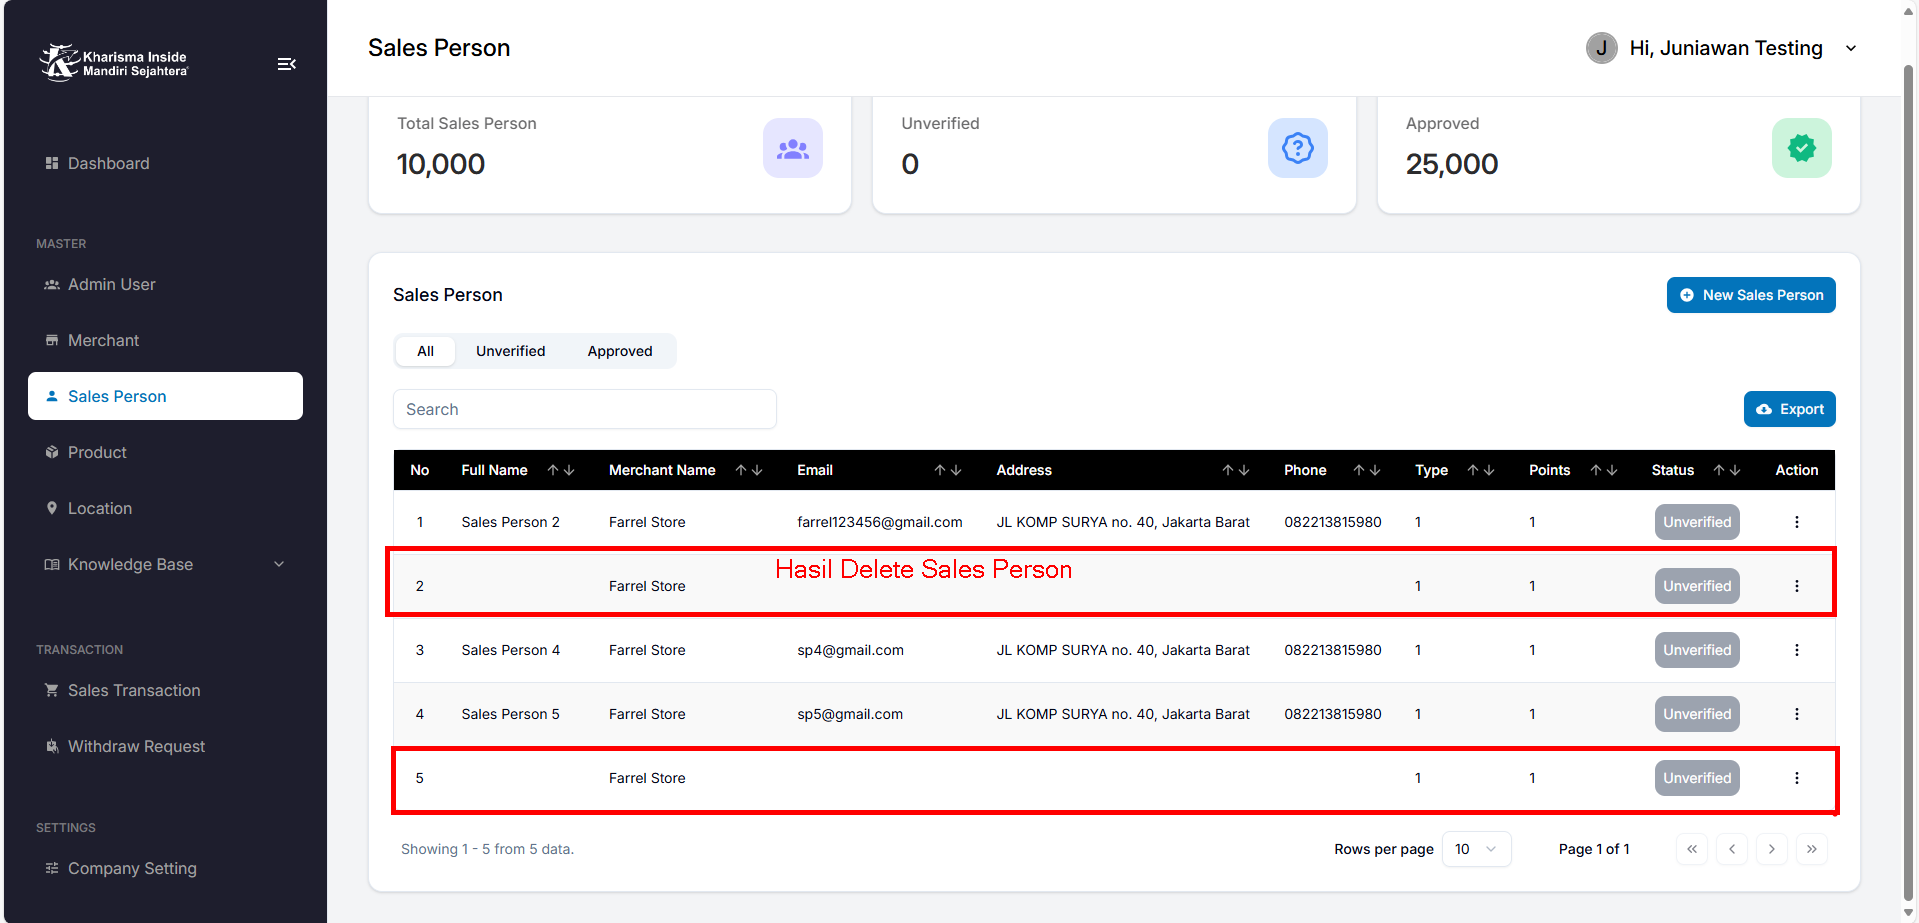 Kharisma Inside
Mandiri Sejahtera
Dashboard
MASTER
Admin User
Merchant
Sales Person
Product
Location
Knowledge Base
TRANSACTION
Sales Transaction
Withdraw Request
SETTINGS
Company Setting
Sales Person
J Hi, Juniawan Testing
Total Sales Person
10,000
Unverified
0
Approved
25,000
Sales Person
New Sales Person
All Unverified Approved
Search
Export
No Full Name Merchant Name Email Address Phone Type Points Status Action
1 Sales Person 2 Farrel Store farrel123456@gmail.com JL KOMP SURYA no. 40, Jakarta Barat 082213815980 1 1 Unverified
Hasil Delete Sales Person
2 Farrel Store 1 1 Unverified
3 Sales Person 4 Farrel Store sp4@gmail.com JL KOMP SURYA no. 40, Jakarta Barat 082213815980 1 1 Unverified
4 Sales Person 5 Farrel Store sp5@gmail.com JL KOMP SURYA no. 40, Jakarta Barat 082213815980 1 1 Unverified
5 Farrel Store 1 1 Unverified
Showing 1 - 5 from 5 data. Rows per page 10 Page 1 of 1